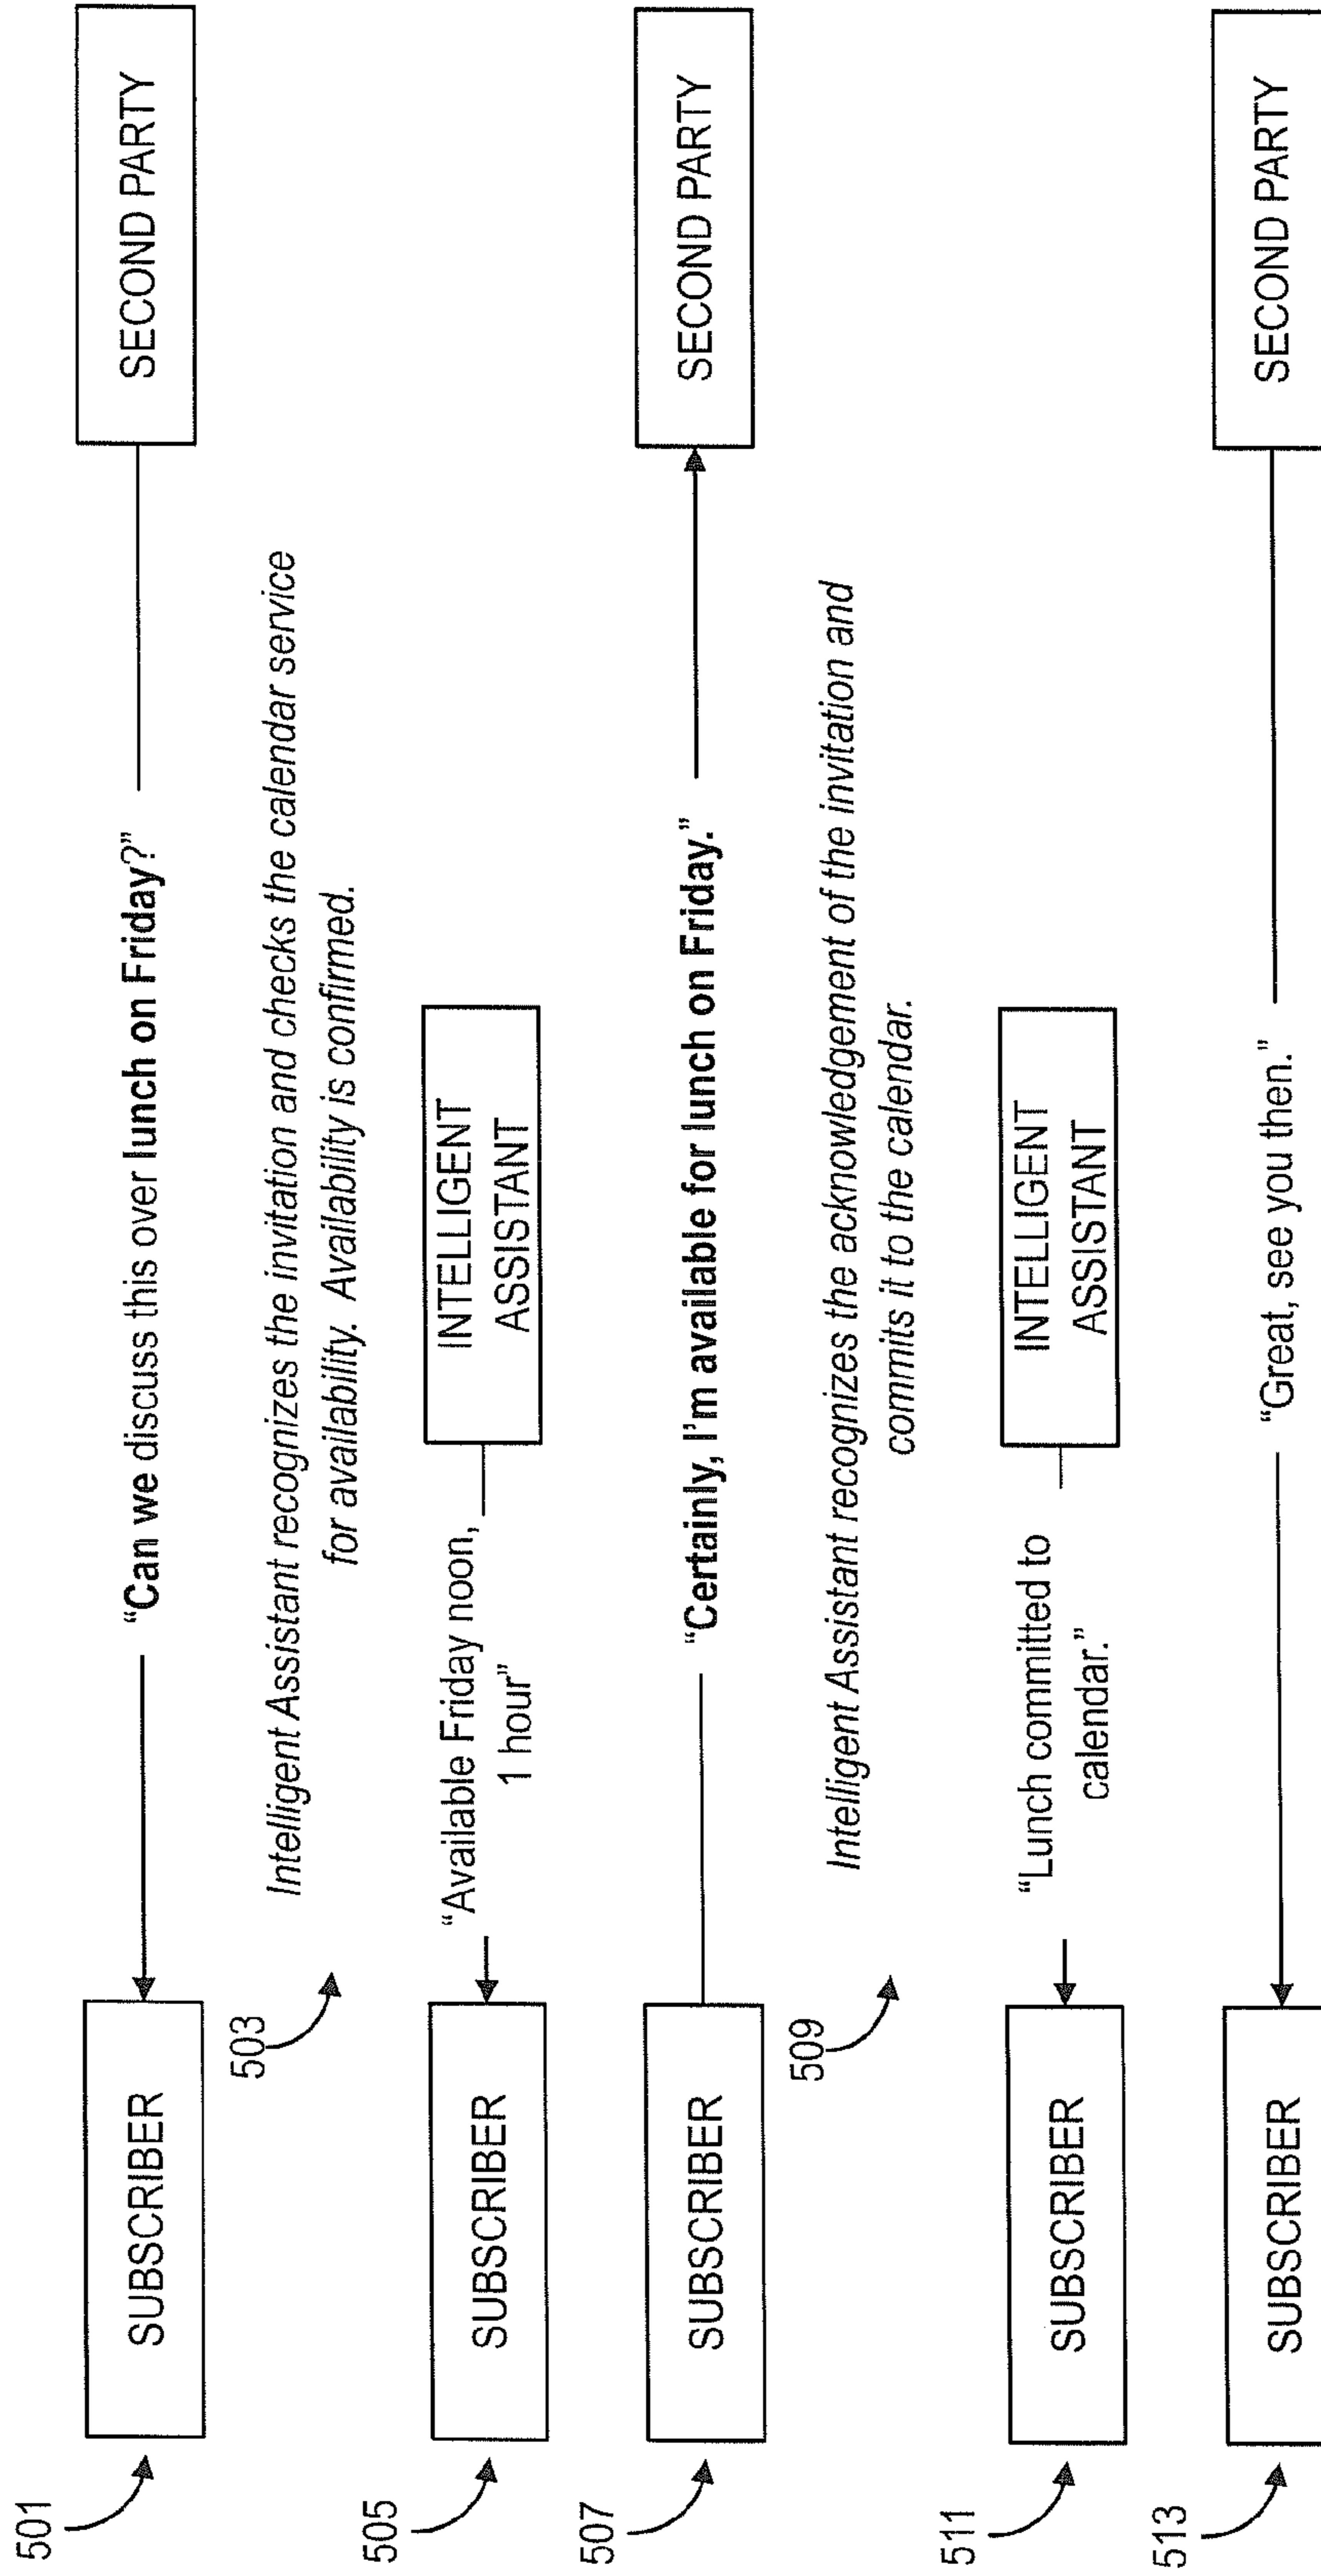 501
SUBSCRIBER
“Can we discuss this over lunch on Friday?”
SECOND PARTY
503
Intelligent Assistant recognizes the invitation and checks the calendar service
for availability. Availability is confirmed.
505
SUBSCRIBER
“Available Friday noon,
1 hour”
INTELLIGENT
ASSISTANT
507
SUBSCRIBER
“Certainly, I’m available for lunch on Friday.”
SECOND PARTY
509
Intelligent Assistant recognizes the acknowledgement of the invitation and
commits it to the calendar.
511
SUBSCRIBER
“Lunch committed to
calendar.”
INTELLIGENT
ASSISTANT
513
SUBSCRIBER
“Great, see you then.”
SECOND PARTY